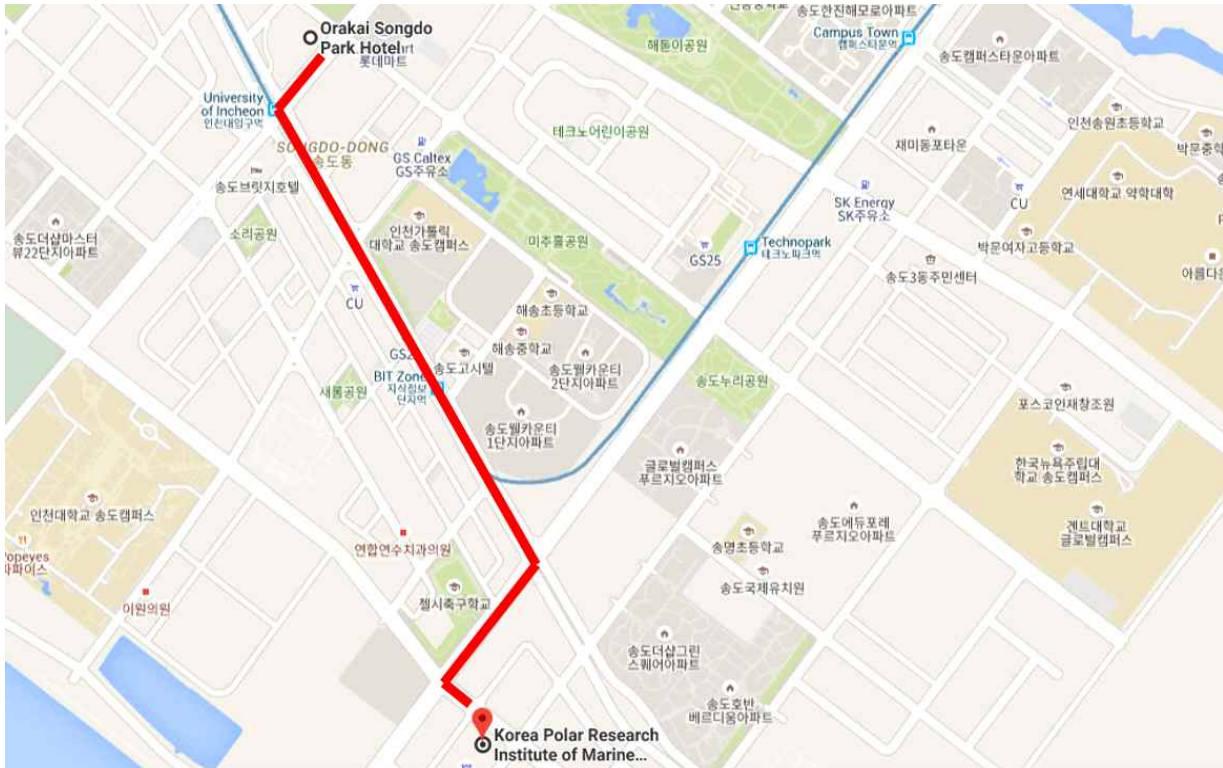 Orakai Songdo
Park Hotel
롯데마트
송도한진해모로아파트
해돋이공원
Campus Town
캠퍼스타운역
송도캠퍼스타운아파트
University
of Incheon
인천대입구역
SONGDO-DONG
송도동
GS Caltex
GS주유소
테크노어린이공원
채미동포타운
인천송원초등학교
박문중학
송도브릿지호텔
SK Energy
SK주유소
CU
연세대학교 약학대학
송도더샵마스터
뷰22단지아파트
소리공원
인천가톨릭
대학교 송도캠퍼스
미추홀공원
GS25
Technopark
테크노파크역
박문여자고등학교
송도3동주민센터
아름다운
CU
해송초등학교
해송중학교
송도고시텔
송도웰카운티
2단지아파트
BIT Zone
지식정보
단지역
새롬공원
송도누리공원
포스코인재창조원
송도웰카운티
1단지아파트
글로벌캠퍼스
푸르지오아파트
한국뉴욕주립대
학교 송도캠퍼스
인천대학교 송도캠퍼스
송도에듀포레
푸르지오아파트
겐트대학교
글로벌캠퍼스
Popeyes
파파이스
연합연수치과의원
송명초등학교
송도국제유치원
이원의원
첼시축구학교
송도더샵그린
스퀘어아파트
송도호반
베르디움아파트
Korea Polar Research
Institute of Marine...